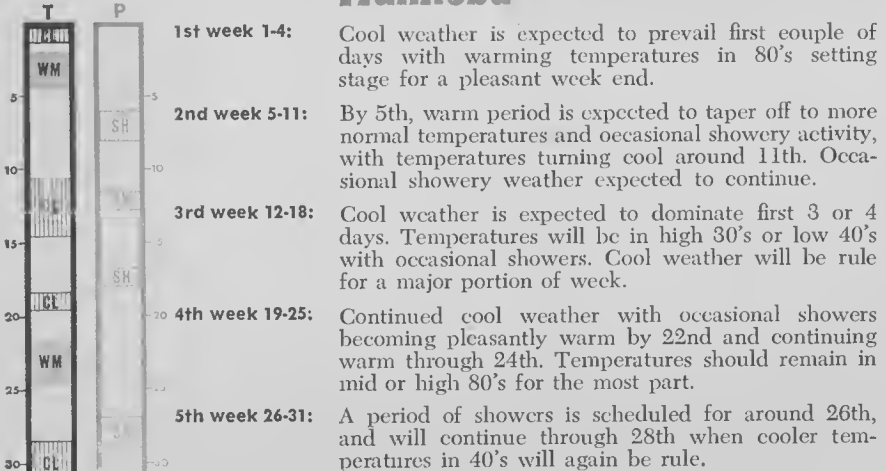 T P
1st week 1-4: Cool weather is expected to prevail first couple of
days with warming temperatures in 80's setting
stage for a pleasant week end.
WM
5 5
2nd week 5-11: By 5th, warm period is expected to taper off to more
normal temperatures and occasional showery activity,
with temperatures turning cool around 11th. Occa-
sional showery weather expected to continue.
SH
10 10
3rd week 12-18: Cool weather is expected to dominate first 3 or 4
days. Temperatures will be in high 30's or low 40's
with occasional showers. Cool weather will be rule
for a major portion of week.
15 5
SH
CL
20 20
4th week 19-25: Continued cool weather with occasional showers
becoming pleasantly warm by 22nd and continuing
warm through 24th. Temperatures should remain in
mid or high 80's for the most part.
WM
25
5th week 26-31: A period of showers is scheduled for around 26th,
and will continue through 28th when cooler tem-
peratures in 40's will again be rule.
30 CL